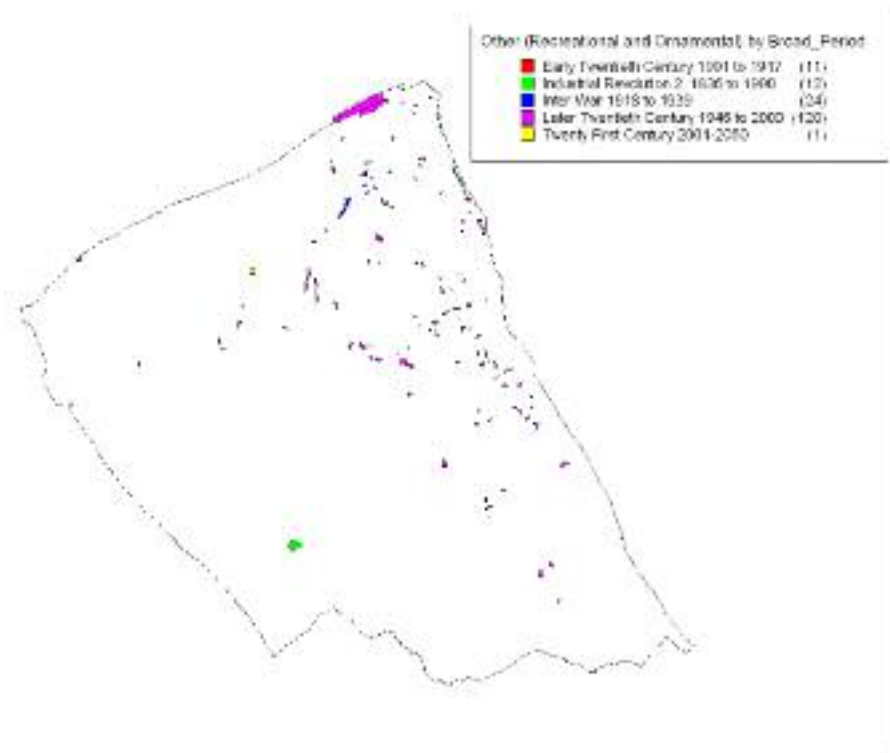 Other (Recreational and Ornamental) by Broad_Period
Early Twentieth Century 1901 to 1917 (11)
Industrial Revolution 2 1836 to 1900 (12)
Inter War 1918 to 1939 (24)
Later Twentieth Century 1946 to 2000 (120)
Twenty First Century 2001-2050 (1)